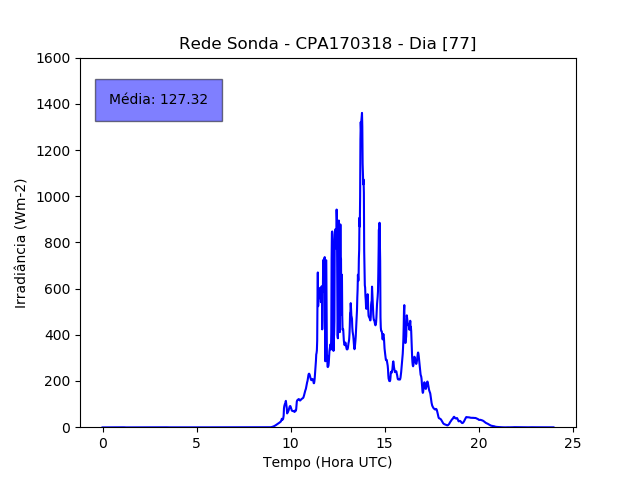 Rede Sonda - CPA170318 - Dia [77]
1600
1400
1200
1000
800
600
400
200
0
Irradiância (Wm-2)
Média: 127.32
0 5 10 15 20 25
Tempo (Hora UTC)